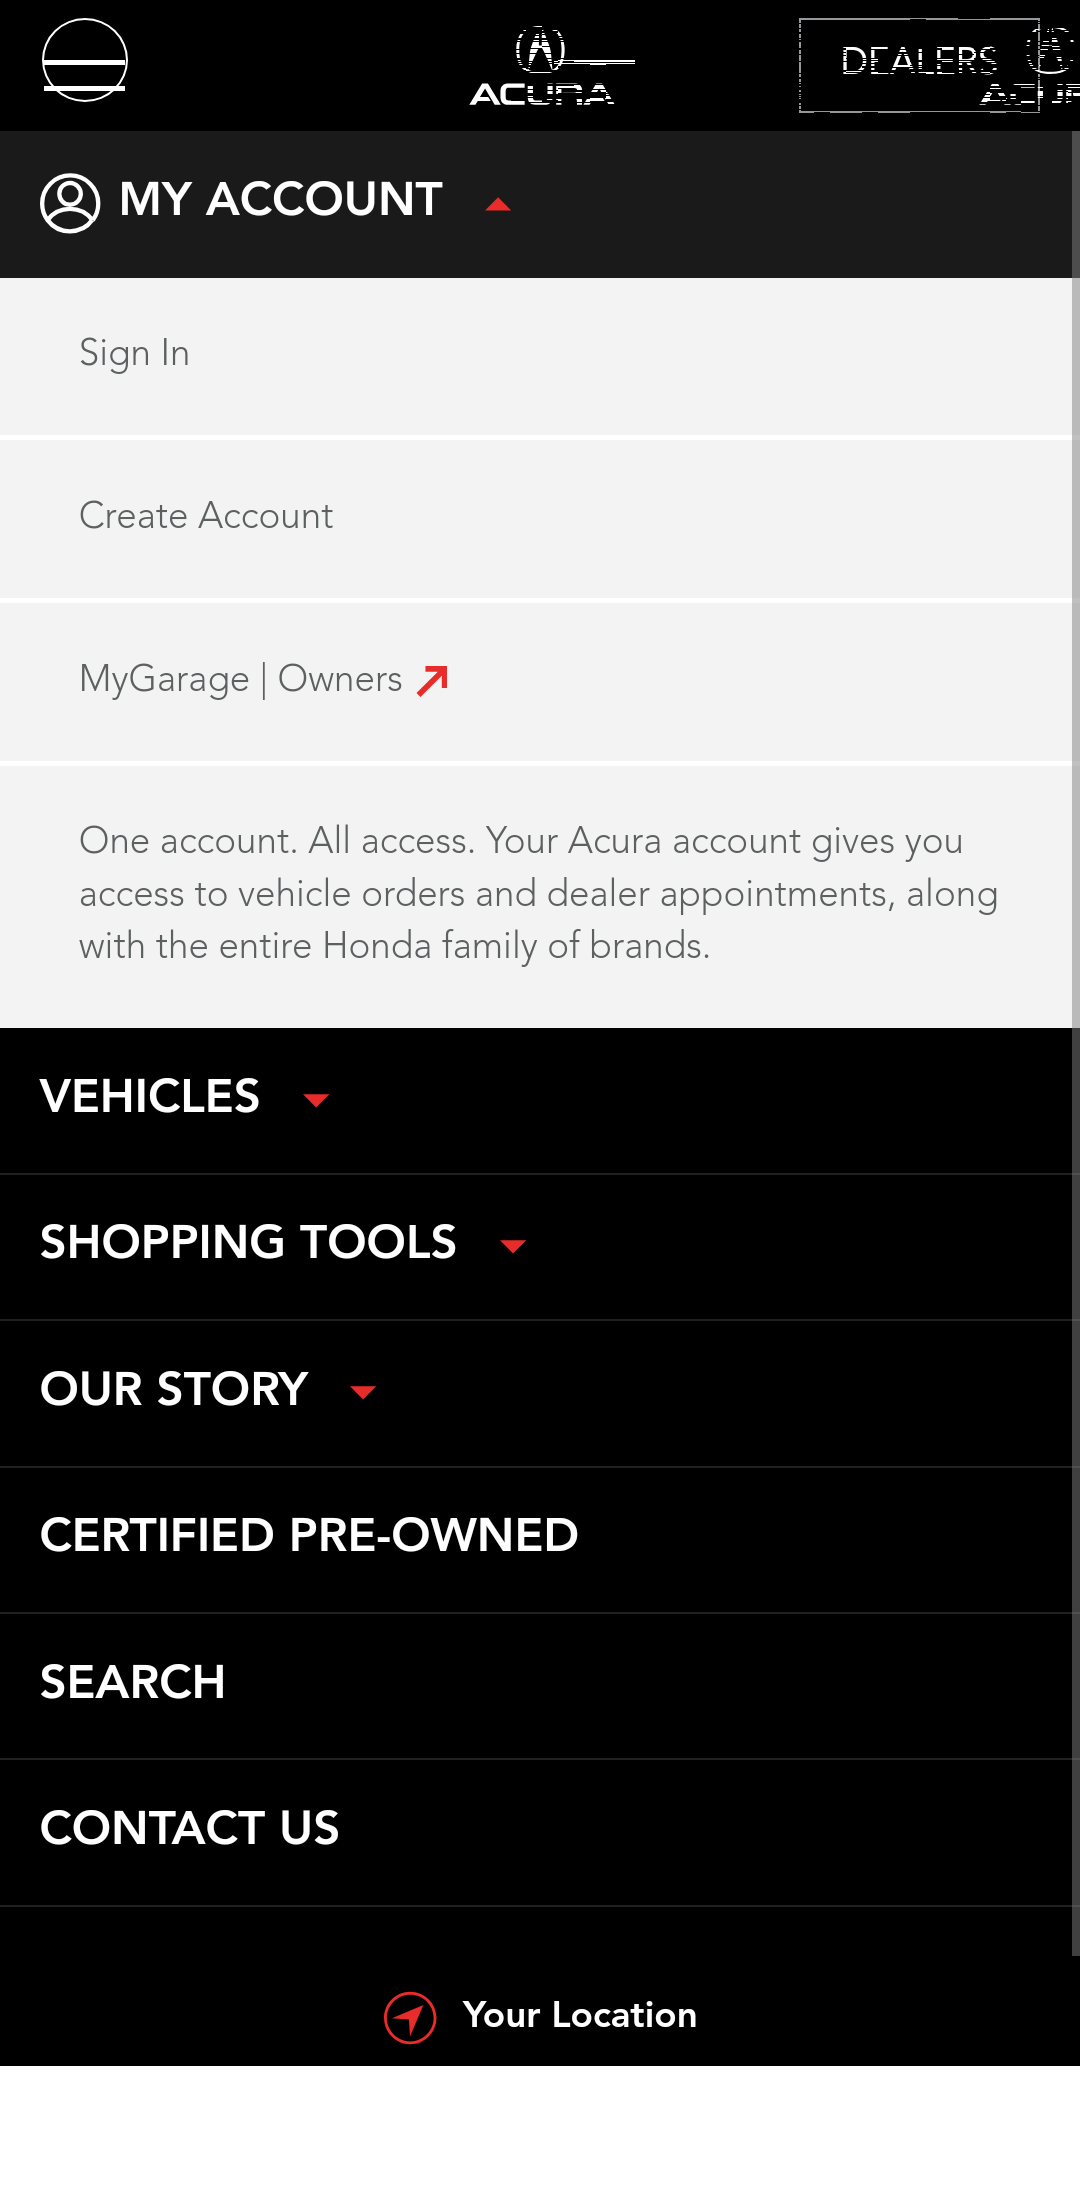 ACURA
DEALERS
MY ACCOUNT
Sign In
Create Account
MyGarage | Owners
One account. All access. Your Acura account gives you
access to vehicle orders and dealer appointments, along
with the entire Honda family of brands.
VEHICLES
SHOPPING TOOLS
OUR STORY
CERTIFIED PRE-OWNED
SEARCH
CONTACT US
Your Location